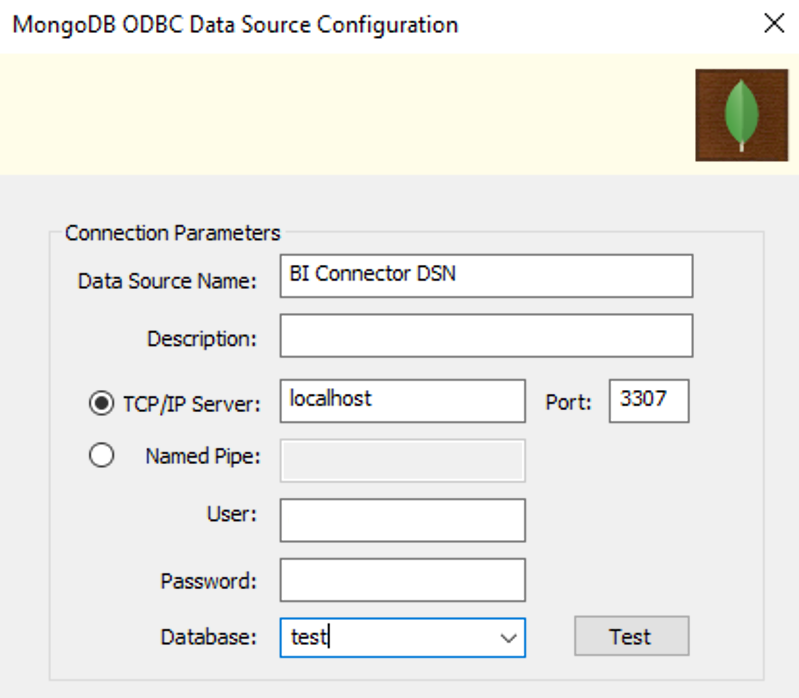 MongoDB ODBC Data Source Configuration
Connection Parameters
Data Source Name: BI Connector DSN
Description:
TCP/IP Server: localhost Port: 3307
Named Pipe:
User:
Password:
Database: test Test